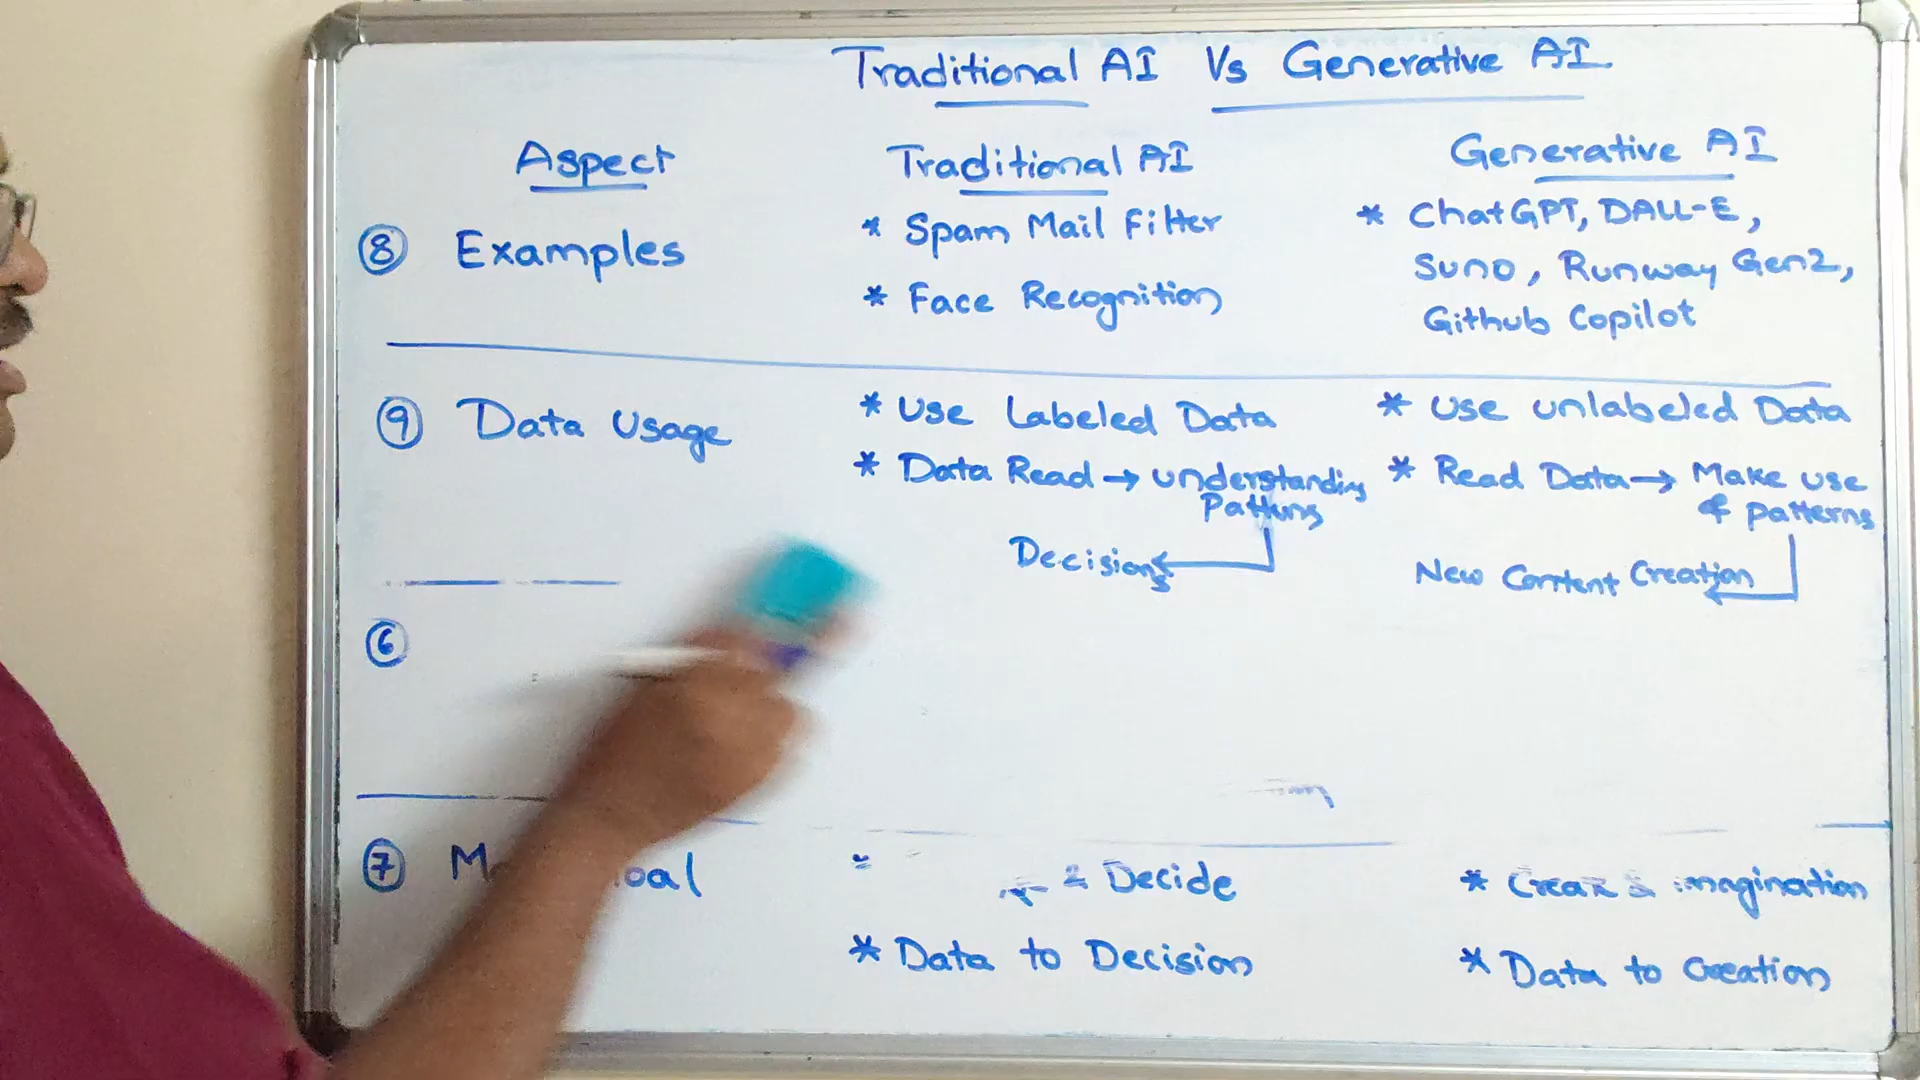 Traditional AI Vs Generative AI
Aspect Traditional AI Generative AI
8 Examples * Spam Mail Filter * ChatGPT, DALL-E,
Suno, Runway Gen2,
* Face Recognition Github Copilot
9 Data Usage * Use Labeled Data * Use unlabeled Data
* Data Read → understanding * Read Data → Make use
Patterns of patterns
Decisions New Content Creation
6
7 & Decide * imagination
* Data to Decision * Data to Creation